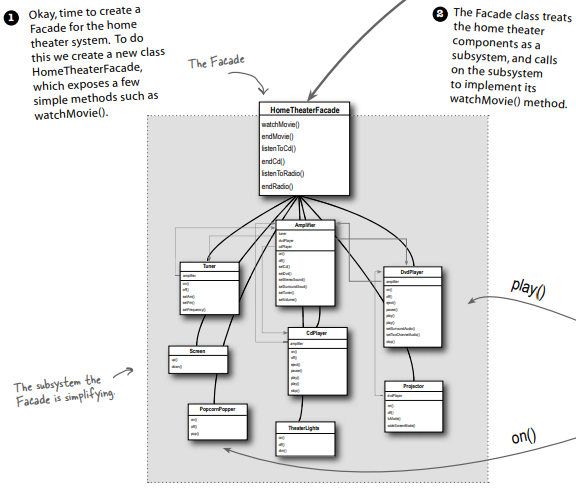 1 Okay, time to create a
Facade for the home
theater system. To do
this we create a new class
HomeTheaterFacade,
which exposes a few
simple methods such as
watchMovie().
2 The Facade class treats
the home theater
components as a
subsystem, and calls
on the subsystem
to implement its
watchMovie() method.
The Facade
HomeTheaterFacade
watchMovie()
endMovie()
listenToCd()
endCd()
listenToRadio()
endRadio()
Amplifier
tuner
dvdPlayer
cdPlayer
on()
off()
setCd()
setDvd()
setStereoSound()
setSurroundSound()
setTuner()
setVolume()
Tuner
amplifier
on()
off()
setAm()
setFm()
setFrequency()
DvdPlayer
amplifier
on()
off()
eject()
pause()
play()
play()
setSurroundAudio()
setTwoChannelAudio()
stop()
play()
Screen
up()
down()
CdPlayer
amplifier
on()
off()
eject()
pause()
play()
play()
stop()
The subsystem the
Facade is simplifying.
PopcornPopper
on()
off()
pop()
TheaterLights
on()
off()
dim()
Projector
dvdPlayer
on()
off()
tvMode()
wideScreenMode()
on()